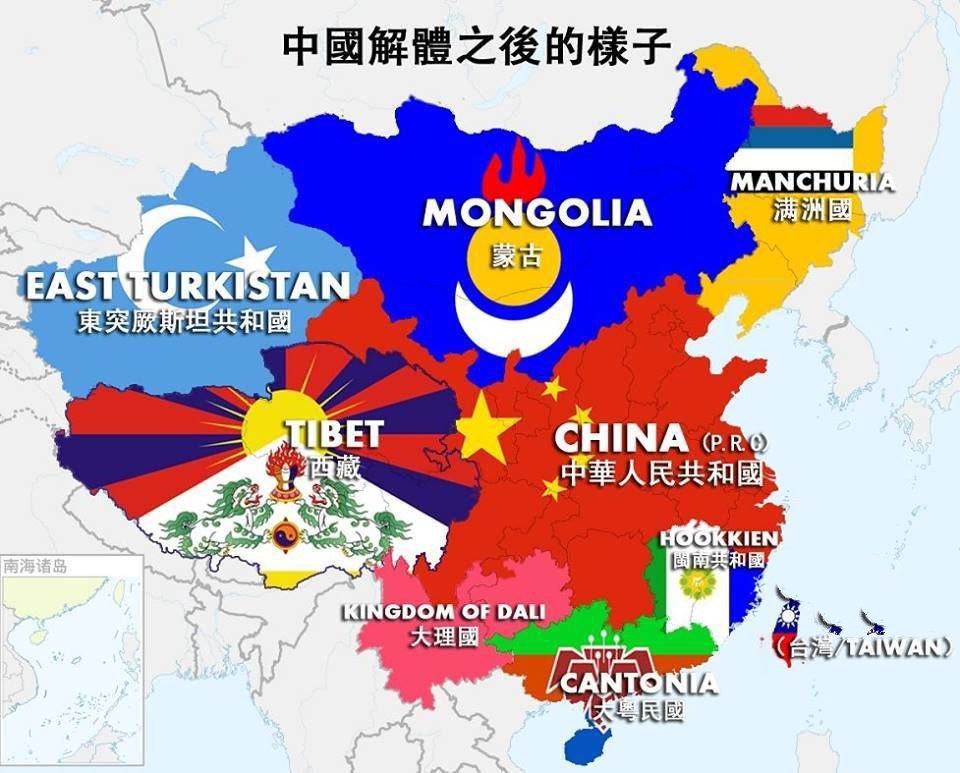 中國解體之後的樣子
MANCHURIA
满洲國
MONGOLIA
蒙古
EAST TURKISTAN
東突厥斯坦共和國
TIBET
西藏
CHINA (P.R.C)
中華人民共和國
HOOKKIEN
閩南共和國
南海诸岛
KINGDOM OF DALI
大理國
(台灣/TAIWAN)
CANTONIA
大粤民國